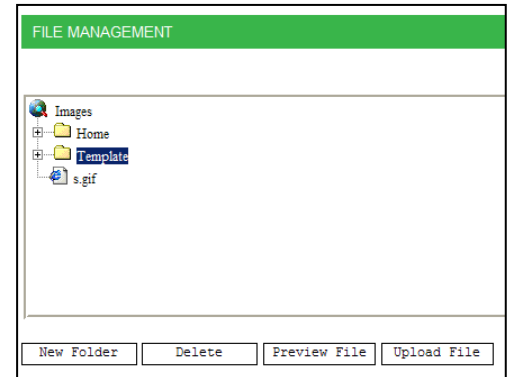 FILE MANAGEMENT
Images
Home
Template
s.gif
New Folder Delete Preview File Upload File